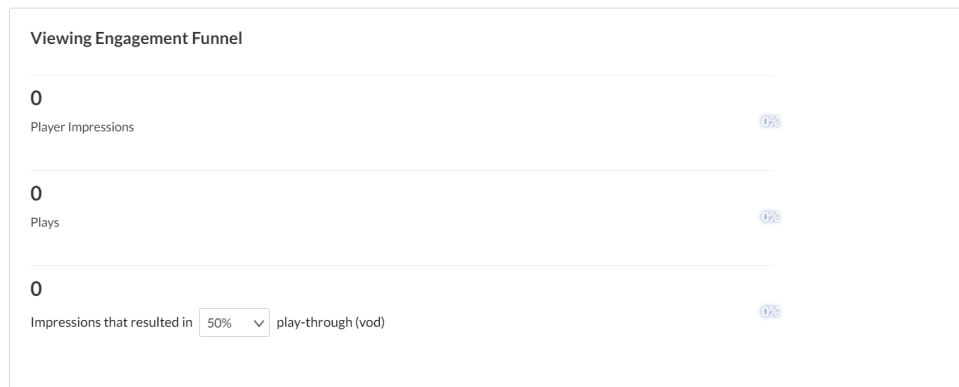 Viewing Engagement Funnel
0
Player Impressions
0%
0
Plays
0%
0
Impressions that resulted in 50% play-through (vod)
0%